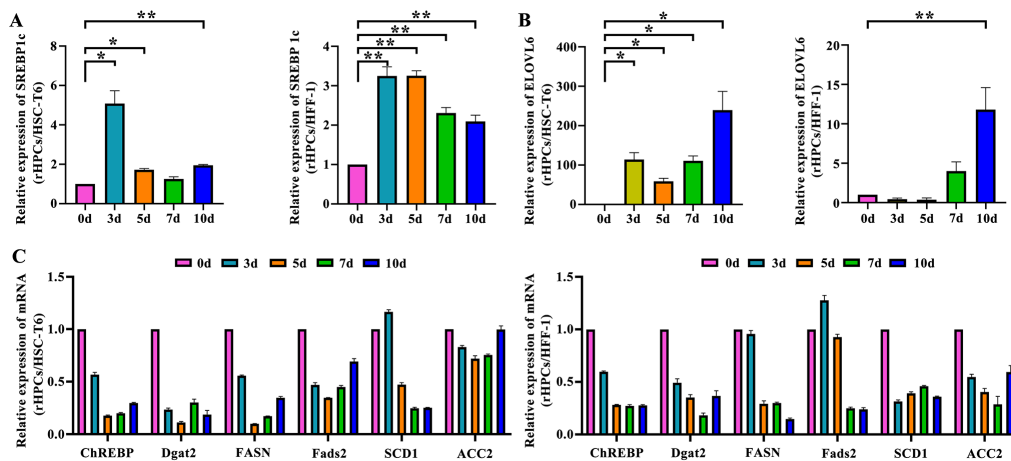 A
Relative expression of SREBP1c
(rHPCs/HSC-T6)
8
6
4
2
0
**
*
*
0d 3d 5d 7d 10d
Relative expression of SREBP 1c
(rHPCs/HFF-1)
4
3
2
1
0
**
**
**
**
0d 3d 5d 7d 10d
B
Relative expression of ELOVL6
(rHPCs/HSC-T6)
400
300
200
100
0
*
*
*
*
0d 3d 5d 7d 10d
Relative expression of ELOVL6
(rHPCs/HFF-1)
20
15
10
5
0
**
0d 3d 5d 7d 10d
C
0d 3d 5d 7d 10d
Relative expression of mRNA
(rHPCs/HSC-T6)
1.5
1.0
0.5
0.0
ChREBP Dgat2 FASN Fads2 SCD1 ACC2
0d 3d 5d 7d 10d
Relative expression of mRNA
(rHPCs/HFF-1)
1.5
1.0
0.5
0.0
ChREBP Dgat2 FASN Fads2 SCD1 ACC2